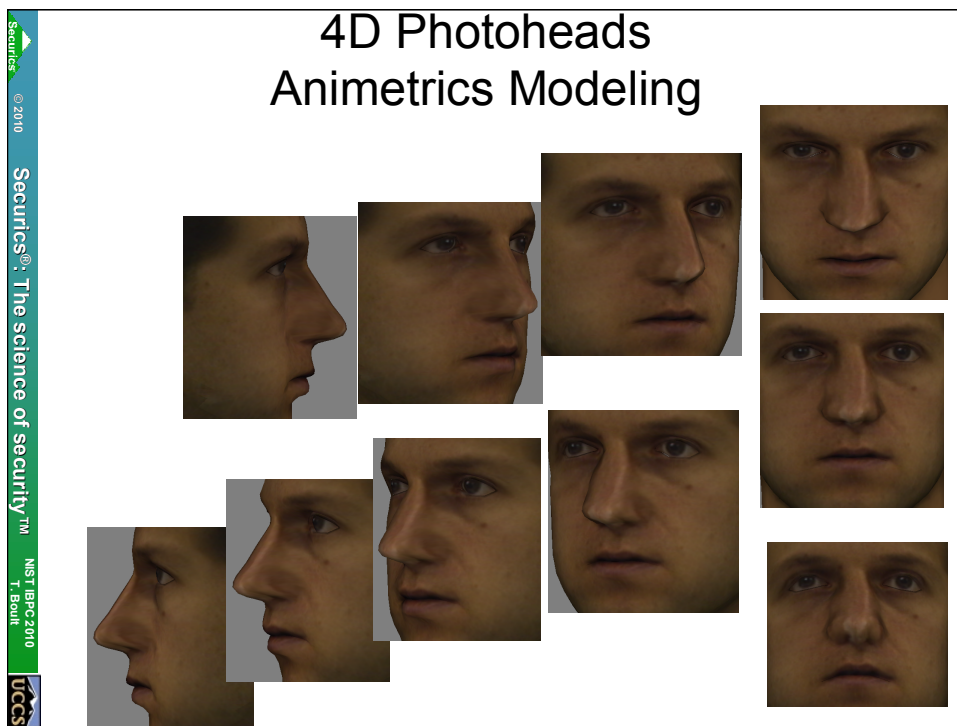 4D Photoheads
Animetrics Modeling
Securics
© 2010
Securics®: The science of security™
NIST IBPC 2010
T. Boult
UCCS